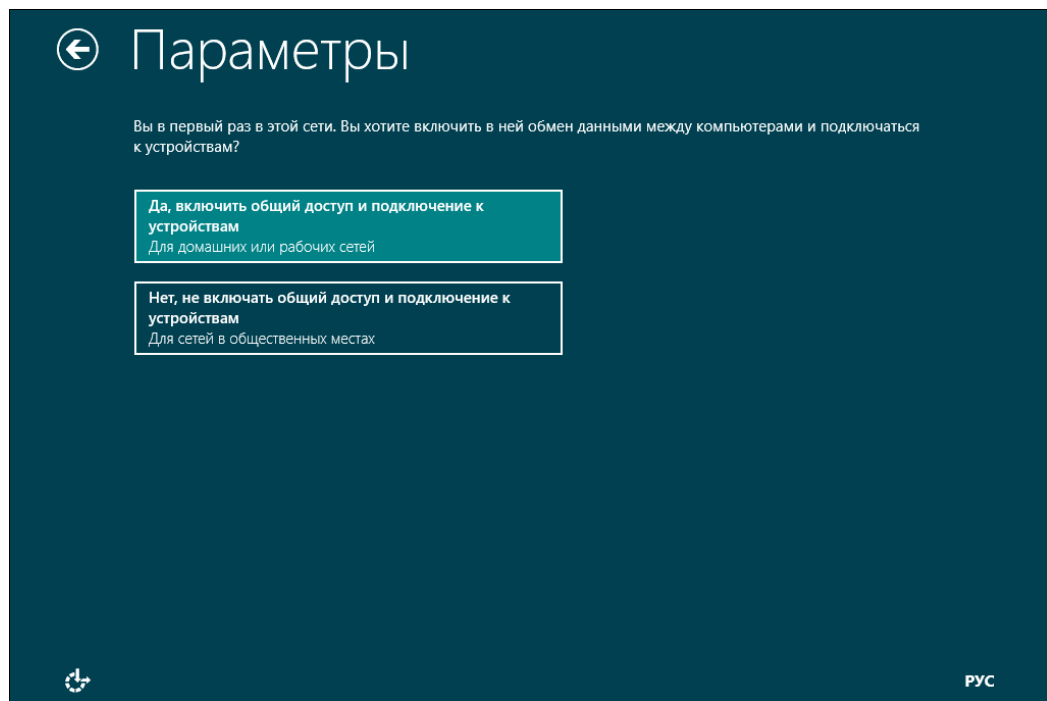 Параметры
Вы в первый раз в этой сети. Вы хотите включить в ней обмен данными между компьютерами и подключаться
к устройствам?
Да, включить общий доступ и подключение к
устройствам
Для домашних или рабочих сетей
Нет, не включать общий доступ и подключение к
устройствам
Для сетей в общественных местах
РУС